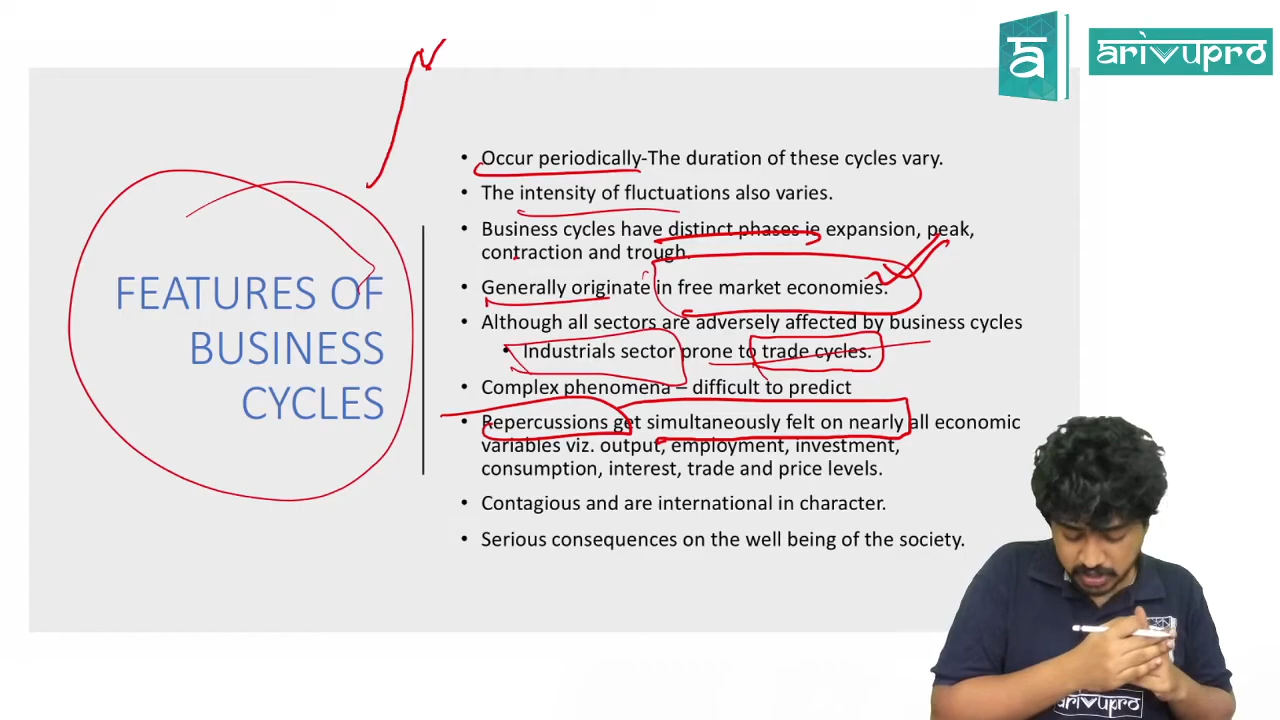 arivupro
FEATURES OF
BUSINESS
CYCLES
• Occur periodically-The duration of these cycles vary.
• The intensity of fluctuations also varies.
• Business cycles have distinct phases ie expansion, peak,
contraction and trough.
• Generally originate in free market economies.
• Although all sectors are adversely affected by business cycles
• Industrials sector prone to trade cycles.
• Complex phenomena – difficult to predict
• Repercussions get simultaneously felt on nearly all economic
variables viz. output, employment, investment,
consumption, interest, trade and price levels.
• Contagious and are international in character.
• Serious consequences on the well being of the society.
arivupro